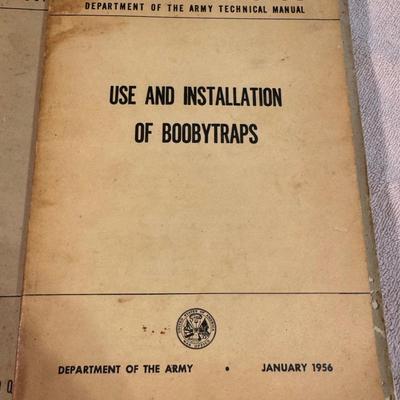 DEPARTMENT OF THE ARMY TECHNICAL MANUAL
USE AND INSTALLATION
OF BOOBYTRAPS
DEPARTMENT OF THE ARMY • JANUARY 1956